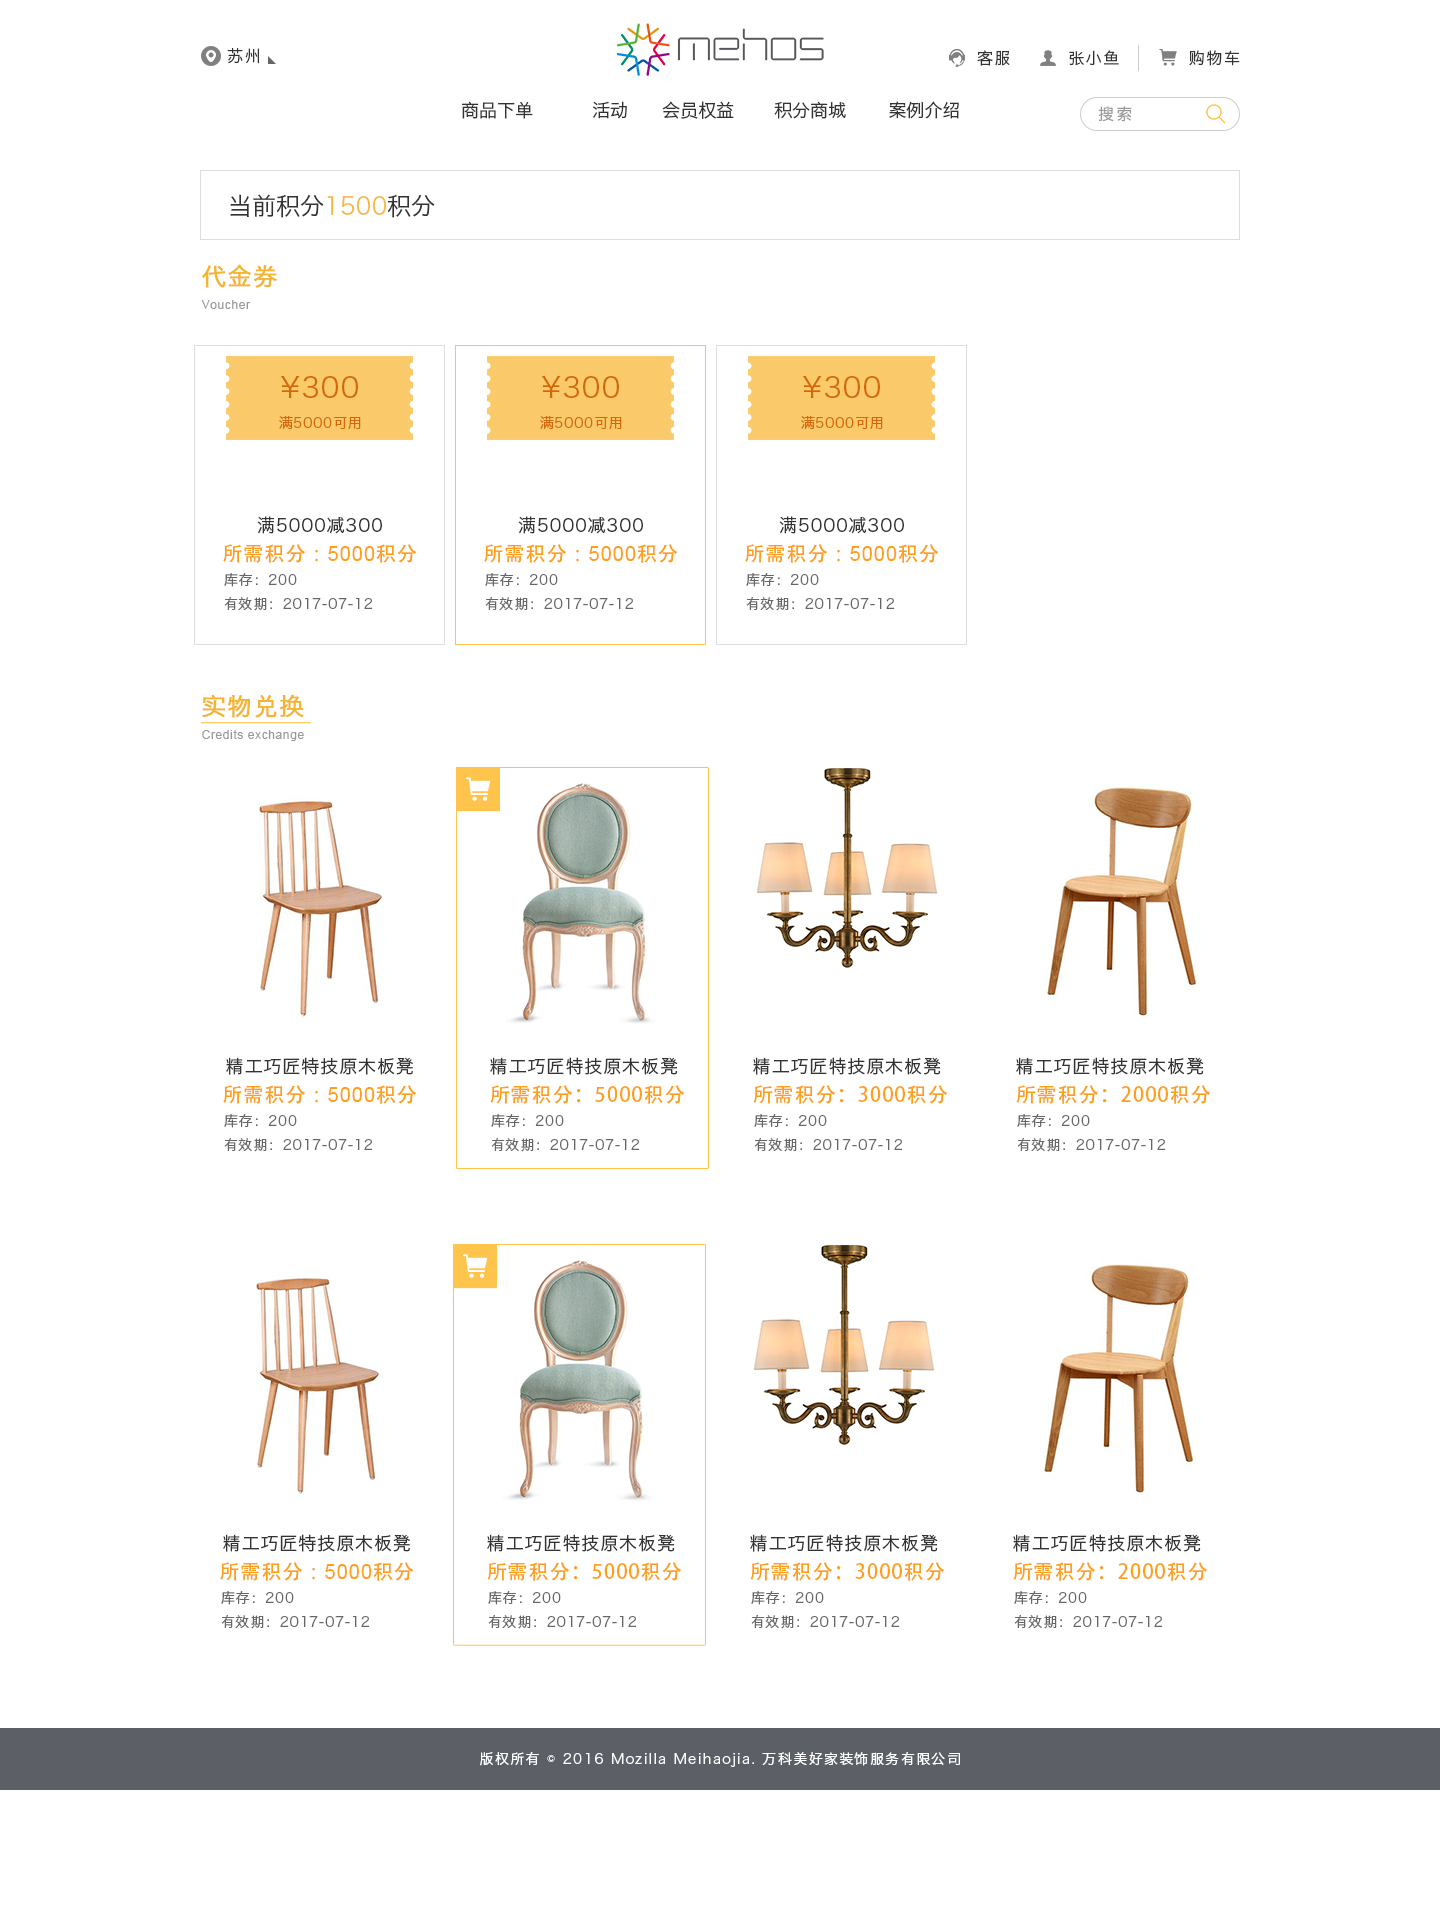 苏州
mehos
客服
张小鱼
购物车
商品下单 活动 会员权益 积分商城 案例介绍
搜索
当前积分1500积分
代金券
Voucher
¥300 ¥300 ¥300
满5000可用 满5000可用 满5000可用
满5000减300 满5000减300 满5000减300
所需积分：5000积分 所需积分：5000积分 所需积分：5000积分
库存：200 库存：200 库存：200
有效期：2017-07-12 有效期：2017-07-12 有效期：2017-07-12
实物兑换
Credits exchange
精工巧匠特技原木板凳 精工巧匠特技原木板凳 精工巧匠特技原木板凳 精工巧匠特技原木板凳
所需积分：5000积分 所需积分：5000积分 所需积分：3000积分 所需积分：2000积分
库存：200 库存：200 库存：200 库存：200
有效期：2017-07-12 有效期：2017-07-12 有效期：2017-07-12 有效期：2017-07-12
精工巧匠特技原木板凳 精工巧匠特技原木板凳 精工巧匠特技原木板凳 精工巧匠特技原木板凳
所需积分：5000积分 所需积分：5000积分 所需积分：3000积分 所需积分：2000积分
库存：200 库存：200 库存：200 库存：200
有效期：2017-07-12 有效期：2017-07-12 有效期：2017-07-12 有效期：2017-07-12
版权所有 © 2016 Mozilla Meihaojia. 万科美好家装饰服务有限公司